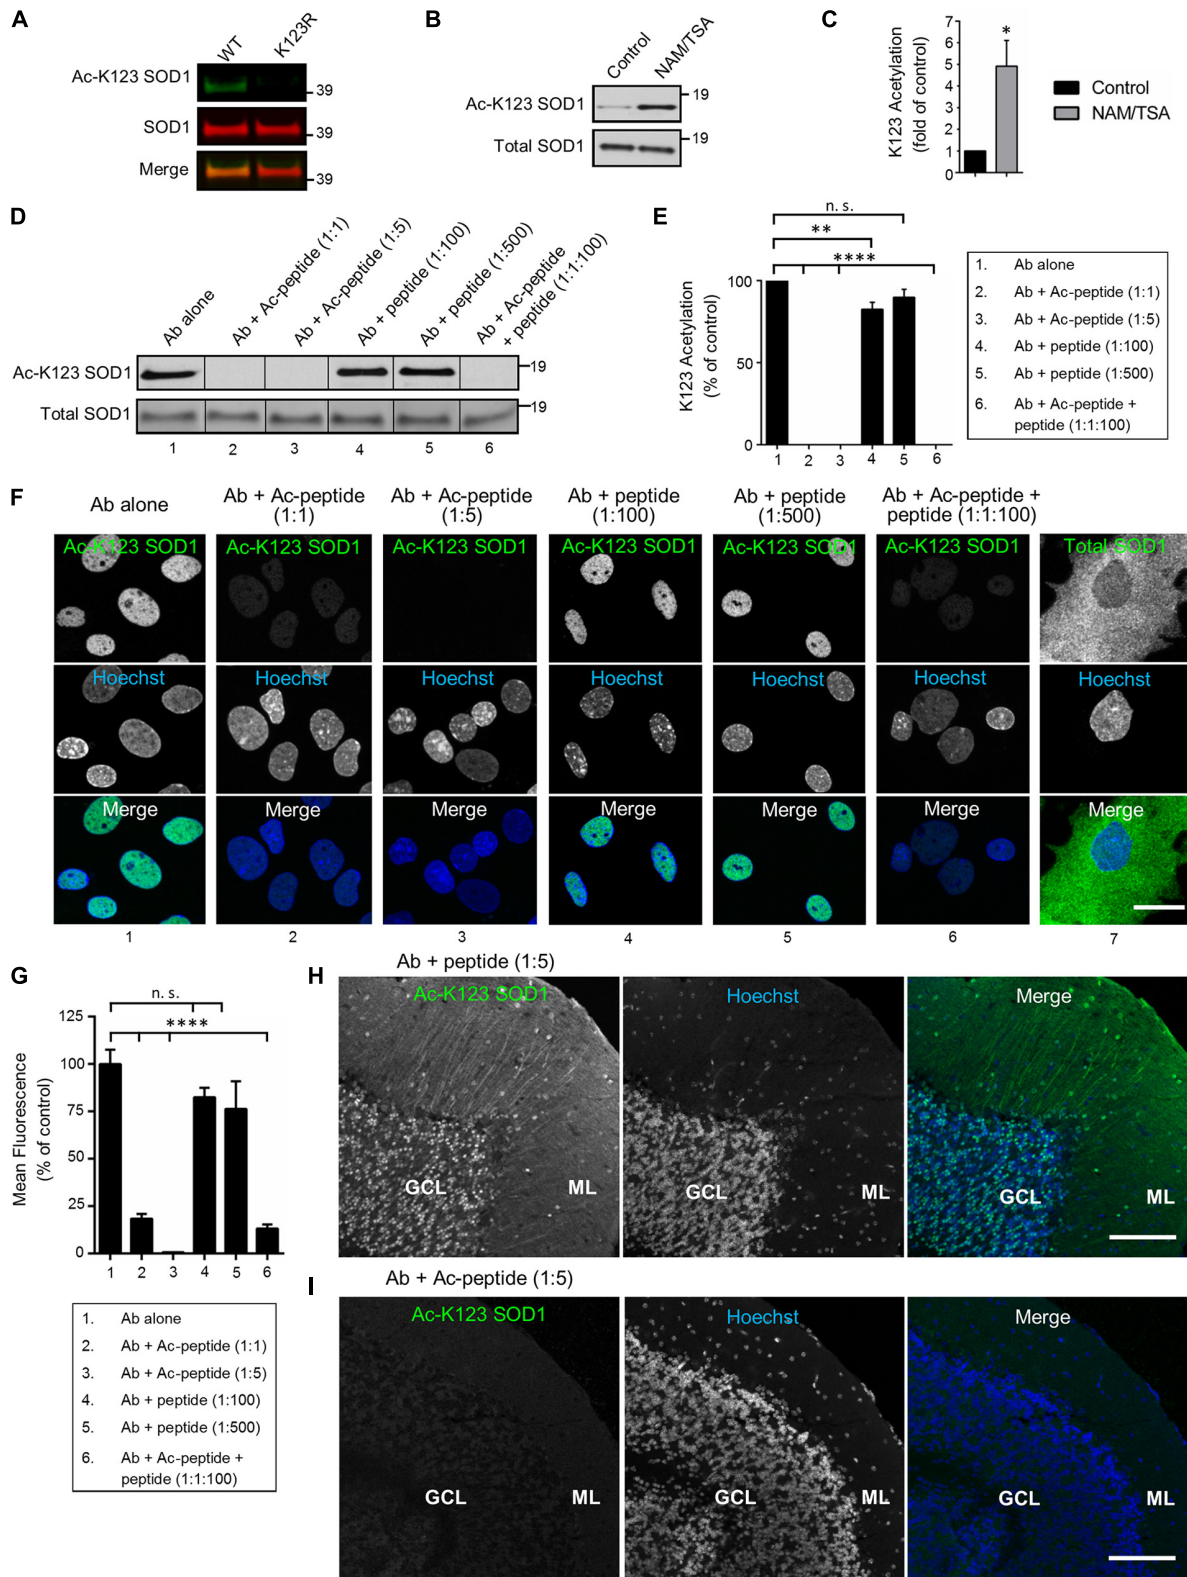 A
WT
K123R
Ac-K123 SOD1
39
SOD1
39
Merge
39
B
Control
NAM/TSA
Ac-K123 SOD1
19
Total SOD1
19
C
K123 Acetylation
(fold of control)
7
6
5
4
3
2
1
0
*
Control
NAM/TSA
D
Ab alone
Ab + Ac-peptide (1:1)
Ab + Ac-peptide (1:5)
Ab + peptide (1:100)
Ab + peptide (1:500)
Ab + Ac-peptide
+ peptide (1:1:100)
Ac-K123 SOD1
19
Total SOD1
19
1 2 3 4 5 6
E
n. s.
**
****
K123 Acetylation
(% of control)
100
50
0
1 2 3 4 5 6
1. Ab alone
2. Ab + Ac-peptide (1:1)
3. Ab + Ac-peptide (1:5)
4. Ab + peptide (1:100)
5. Ab + peptide (1:500)
6. Ab + Ac-peptide +
peptide (1:1:100)
F
Ab alone
Ab + Ac-peptide
(1:1)
Ab + Ac-peptide
(1:5)
Ab + peptide
(1:100)
Ab + peptide
(1:500)
Ab + Ac-peptide +
peptide (1:1:100)
Ac-K123 SOD1 Ac-K123 SOD1 Ac-K123 SOD1 Ac-K123 SOD1 Ac-K123 SOD1 Ac-K123 SOD1 Total SOD1
Hoechst Hoechst Hoechst Hoechst Hoechst Hoechst Hoechst
Merge Merge Merge Merge Merge Merge Merge
1 2 3 4 5 6 7
G
n. s.
****
Mean Fluorescence
(% of control)
125
100
75
50
25
0
1 2 3 4 5 6
1. Ab alone
2. Ab + Ac-peptide (1:1)
3. Ab + Ac-peptide (1:5)
4. Ab + peptide (1:100)
5. Ab + peptide (1:500)
6. Ab + Ac-peptide +
peptide (1:1:100)
H
Ab + peptide (1:5)
Ac-K123 SOD1 Hoechst Merge
GCL ML GCL ML GCL ML
I
Ab + Ac-peptide (1:5)
Ac-K123 SOD1 Hoechst Merge
GCL ML GCL ML GCL ML